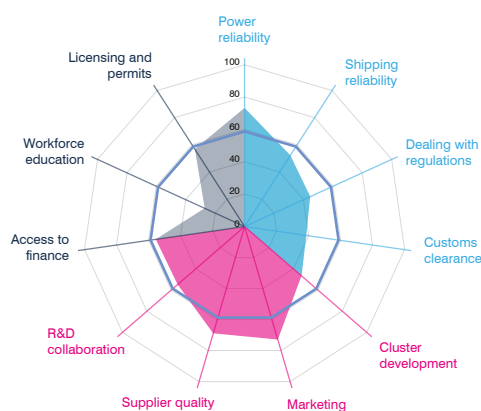 Power
reliability
Licensing and
permits
Shipping
reliability
100
80
60
40
20
0
Workforce
education
Dealing with
regulations
Access to
finance
Customs
clearance
R&D
collaboration
Cluster
development
Supplier quality
Marketing